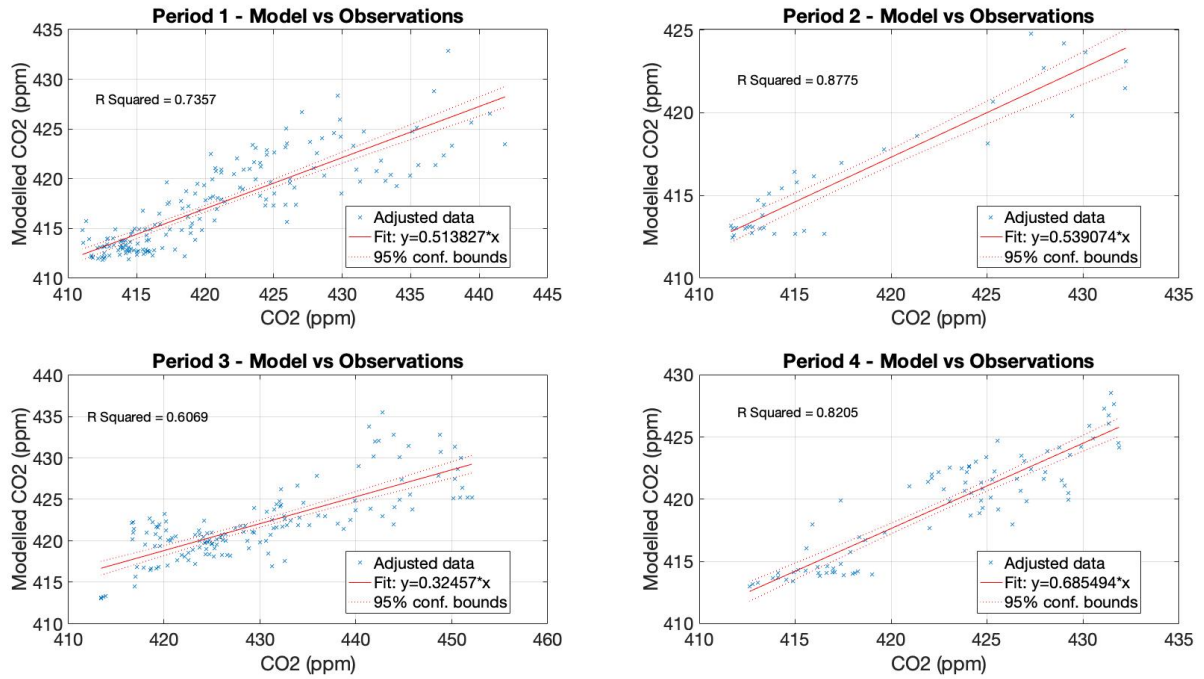 Period 1 - Model vs Observations
435
430
425
420
415
410
Modelled CO2 (ppm)
R Squared = 0.7357
Adjusted data
Fit: y=0.513827*x
95% conf. bounds
410 415 420 425 430 435 440 445
CO2 (ppm)
Period 2 - Model vs Observations
425
420
415
410
Modelled CO2 (ppm)
R Squared = 0.8775
Adjusted data
Fit: y=0.539074*x
95% conf. bounds
410 415 420 425 430 435
CO2 (ppm)
Period 3 - Model vs Observations
440
435
430
425
420
415
410
Modelled CO2 (ppm)
R Squared = 0.6069
Adjusted data
Fit: y=0.32457*x
95% conf. bounds
410 420 430 440 450 460
CO2 (ppm)
Period 4 - Model vs Observations
430
425
420
415
410
Modelled CO2 (ppm)
R Squared = 0.8205
Adjusted data
Fit: y=0.685494*x
95% conf. bounds
410 415 420 425 430 435
CO2 (ppm)